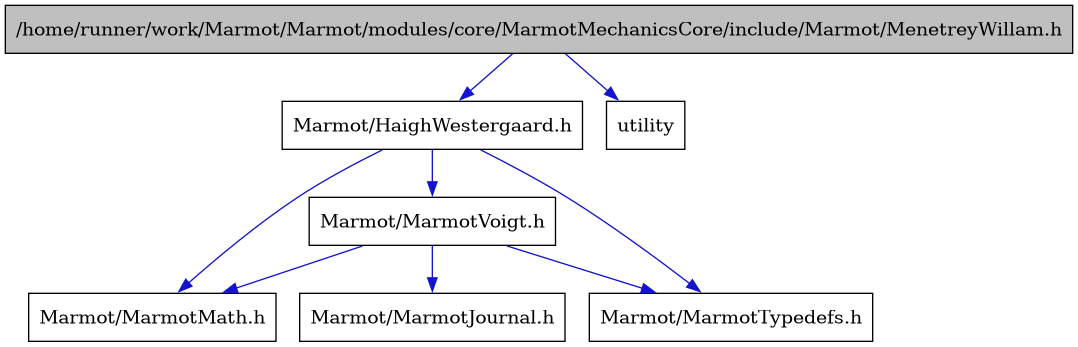 /home/runner/work/Marmot/Marmot/modules/core/MarmotMechanicsCore/include/Marmot/MenetreyWillam.h
Marmot/HaighWestergaard.h
utility
Marmot/MarmotVoigt.h
Marmot/MarmotMath.h
Marmot/MarmotJournal.h
Marmot/MarmotTypedefs.h